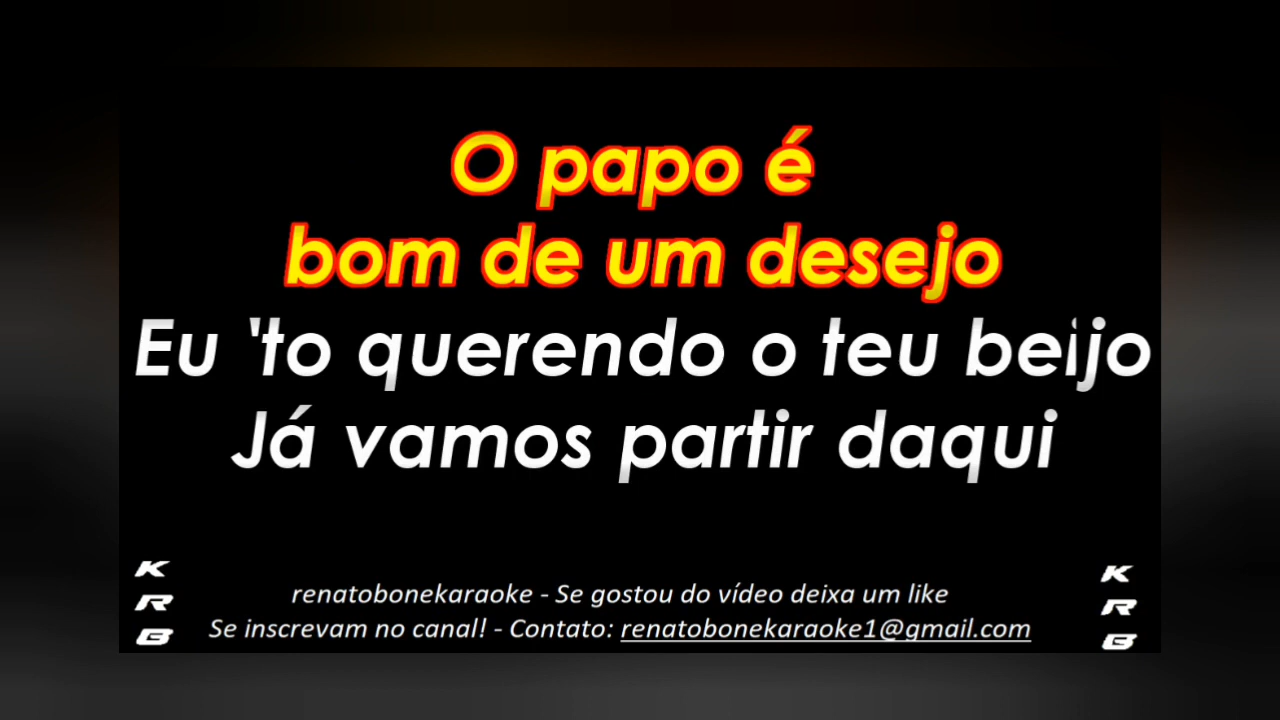 O papo é
bom de um desejo
Eu 'to querendo o teu beijo
Já vamos partir daqui
K
R
B
renatobonekaraoke - Se gostou do vídeo deixa um like
Se inscrevam no canal! - Contato: renatobonekaraoke1@gmail.com
K
R
B